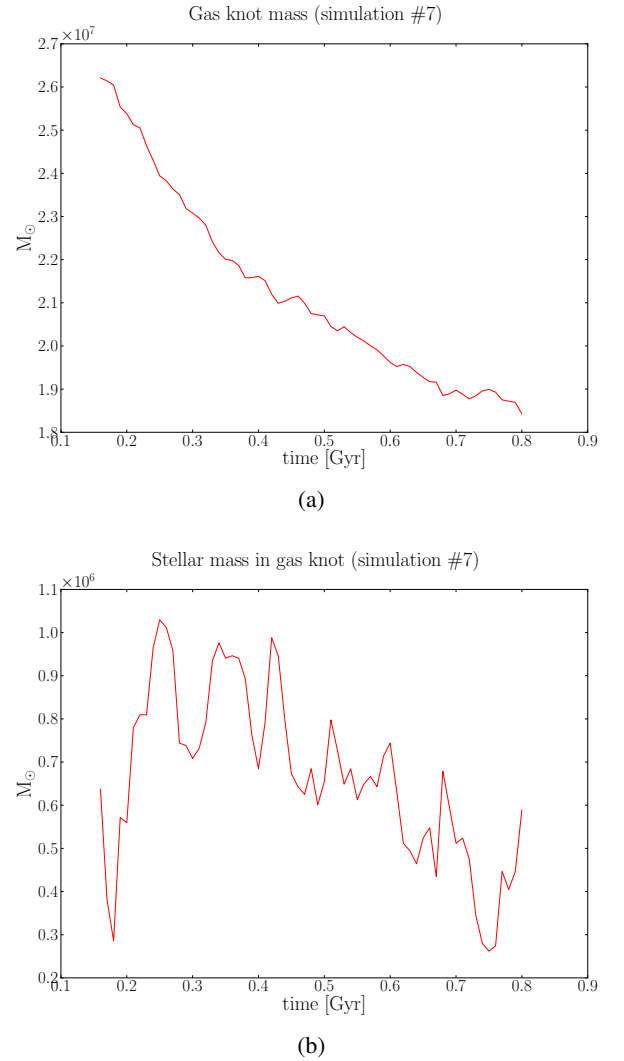 Gas knot mass (simulation #7)
×10⁷
2.7
2.6
2.5
2.4
2.3
2.2
2.1
2.0
1.9
1.8
M⊙
0.1 0.2 0.3 0.4 0.5 0.6 0.7 0.8 0.9
time [Gyr]
(a)
Stellar mass in gas knot (simulation #7)
×10⁶
1.1
1.0
0.9
0.8
0.7
0.6
0.5
0.4
0.3
0.2
M⊙
0.1 0.2 0.3 0.4 0.5 0.6 0.7 0.8 0.9
time [Gyr]
(b)